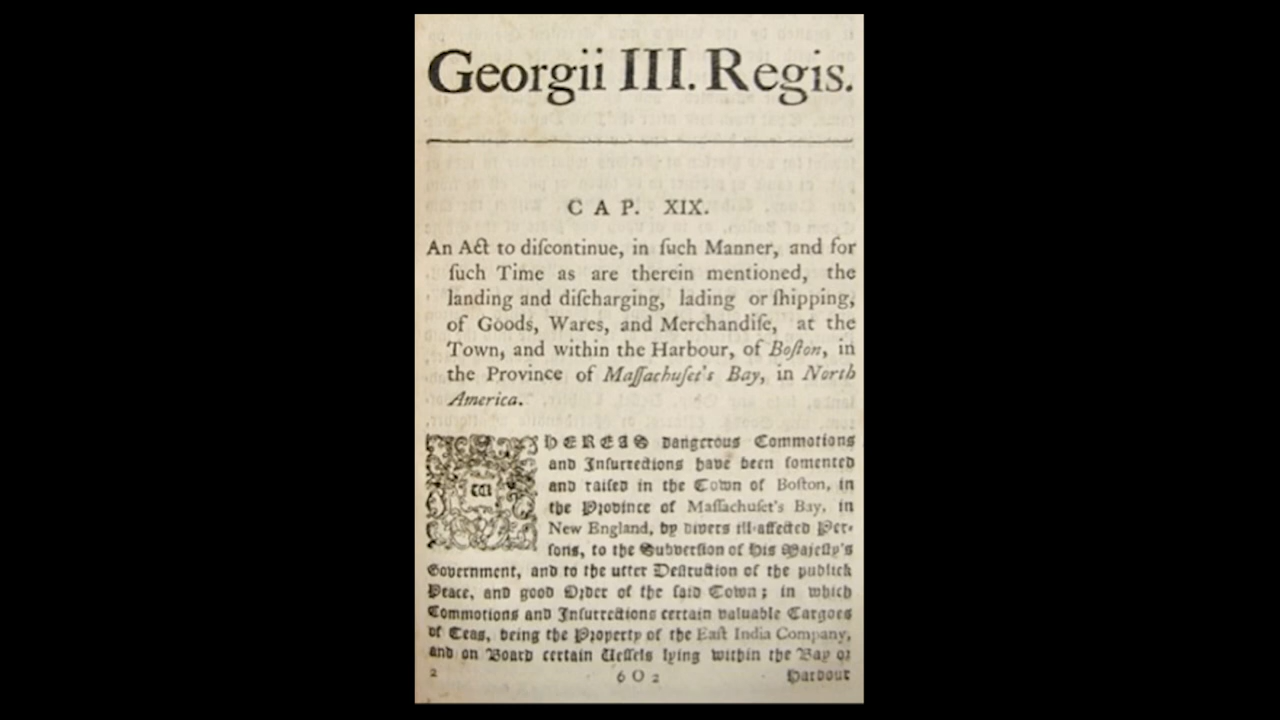 Georgii III. Regis.
CAP. XIX.
An Act to diſcontinue, in ſuch Manner, and for
ſuch Time as are therein mentioned, the
landing and diſcharging, lading or ſhipping,
of Goods, Wares, and Merchandiſe, at the
Town, and within the Harbour, of Boſton, in
the Province of Maſſachuſet's Bay, in North
America.
WHEREAS dangerous Commotions
and Inſurrections have been fomented
and raiſed in the Town of Boſton, in
the Province of Maſſachuſet's Bay, in
New England, by divers ill-affected Per-
ſons, to the Subverſion of His Majeſty's
Government, and to the utter Deſtruction of the publick
Peace, and good Order of the ſaid Town; in which
Commotions and Inſurrections certain valuable Cargoes
of Teas, being the Property of the Eaſt India Company,
and on Board certain Veſſels lying within the Bay or
2 6 O 2 Harbour